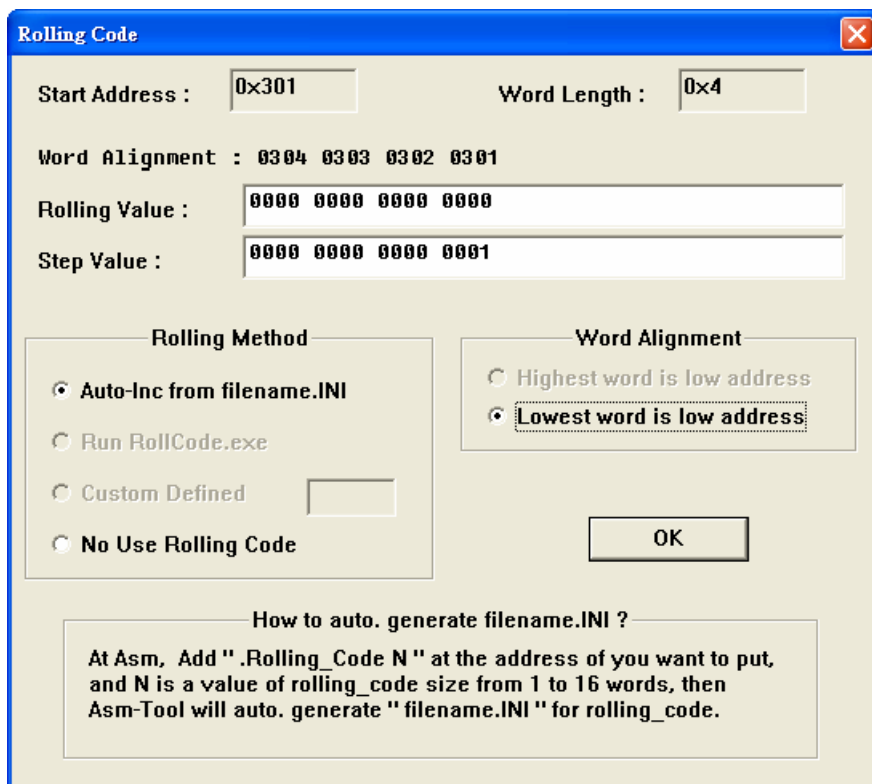 Rolling Code
Start Address : 0x301 Word Length : 0x4
Word Alignment : 0304 0303 0302 0301
Rolling Value : 0000 0000 0000 0000
Step Value : 0000 0000 0000 0001
Rolling Method
Auto-Inc from filename.INI
Run RollCode.exe
Custom Defined
No Use Rolling Code
Word Alignment
Highest word is low address
Lowest word is low address
OK
How to auto. generate filename.INI ?
At Asm, Add " .Rolling_Code N " at the address of you want to put,
and N is a value of rolling_code size from 1 to 16 words, then
Asm-Tool will auto. generate " filename.INI " for rolling_code.